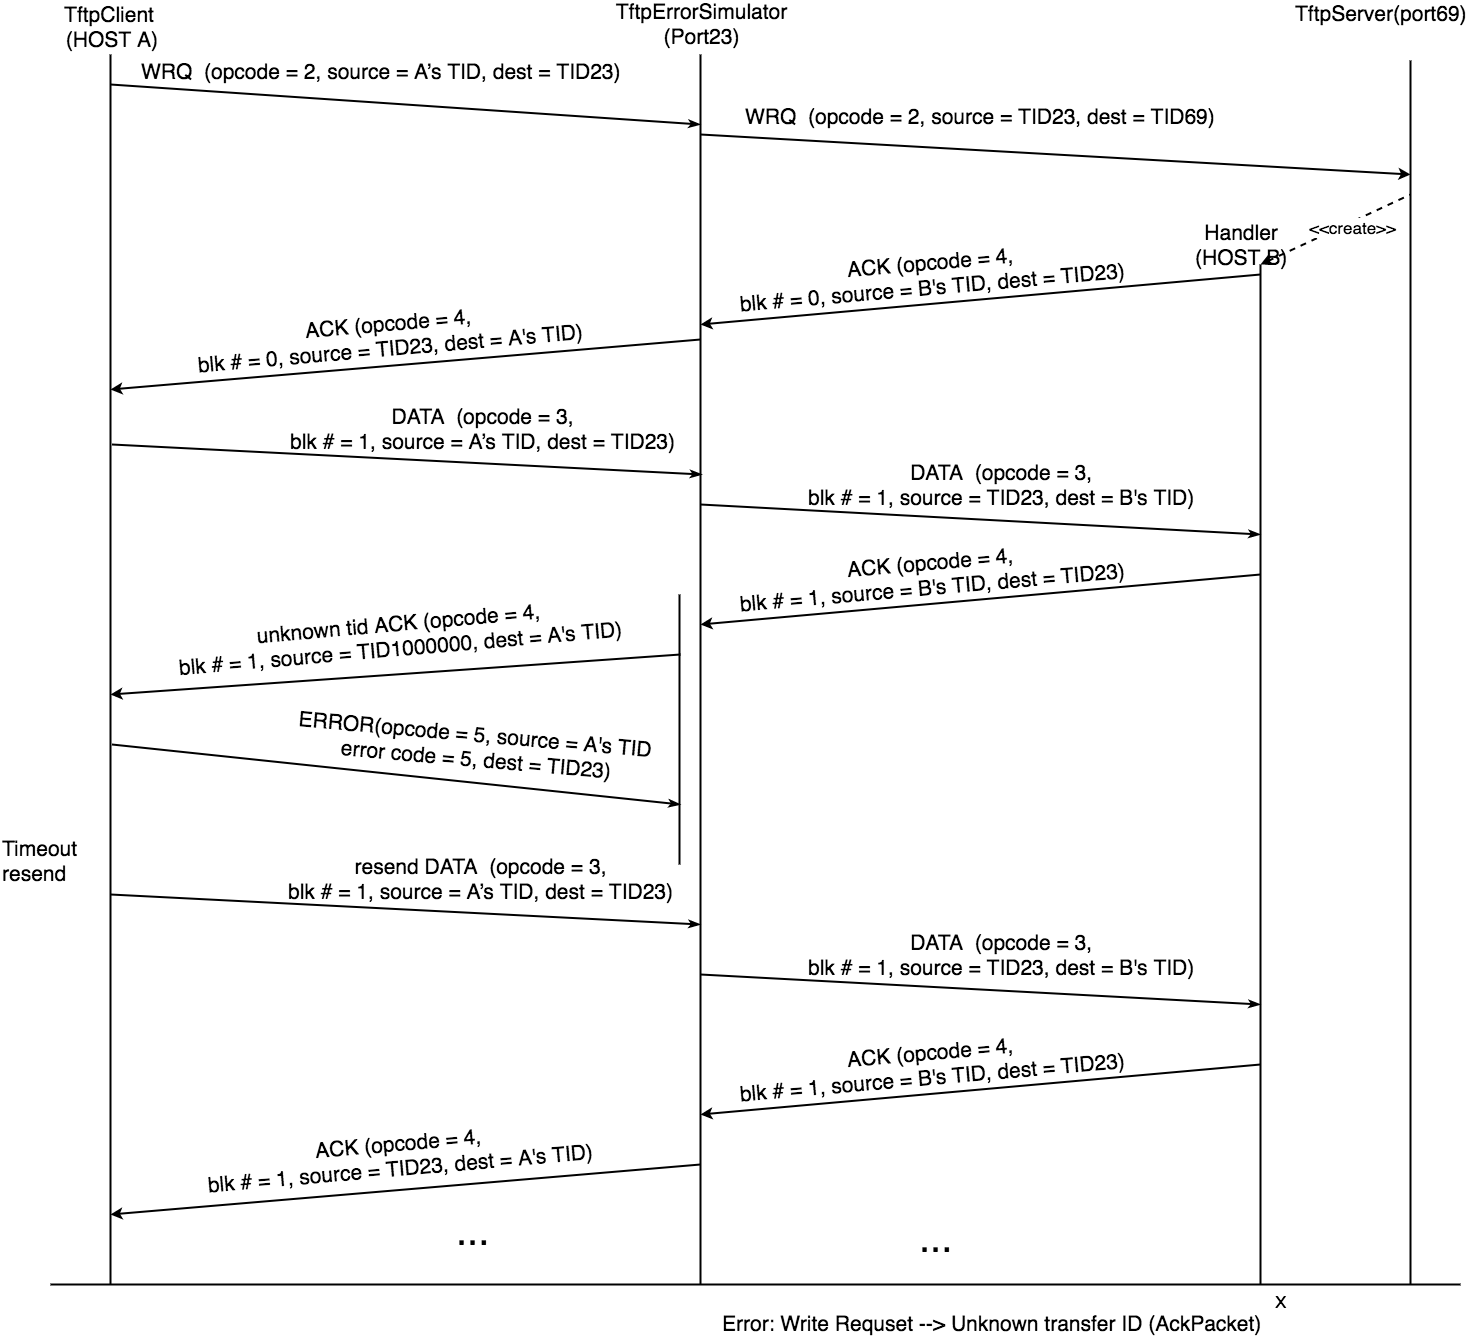 TftpClient
(HOST A)
TftpErrorSimulator
(Port23)
TftpServer(port69)
WRQ  (opcode = 2, source = A’s TID, dest = TID23)
WRQ  (opcode = 2, source = TID23, dest = TID69)
<<create>>
Handler
(HOST B)
ACK (opcode = 4,
blk # = 0, source = B's TID, dest = TID23)
ACK (opcode = 4,
blk # = 0, source = TID23, dest = A's TID)
DATA  (opcode = 3,
blk # = 1, source = A’s TID, dest = TID23)
DATA  (opcode = 3,
blk # = 1, source = TID23, dest = B's TID)
ACK (opcode = 4,
blk # = 1, source = B's TID, dest = TID23)
unknown tid ACK (opcode = 4,
blk # = 1, source = TID1000000, dest = A's TID)
ERROR(opcode = 5, source = A's TID
error code = 5, dest = TID23)
Timeout
resend
resend DATA  (opcode = 3,
blk # = 1, source = A’s TID, dest = TID23)
DATA  (opcode = 3,
blk # = 1, source = TID23, dest = B's TID)
ACK (opcode = 4,
blk # = 1, source = B's TID, dest = TID23)
ACK (opcode = 4,
blk # = 1, source = TID23, dest = A's TID)
...
...
x
Error: Write Requset --> Unknown transfer ID (AckPacket)